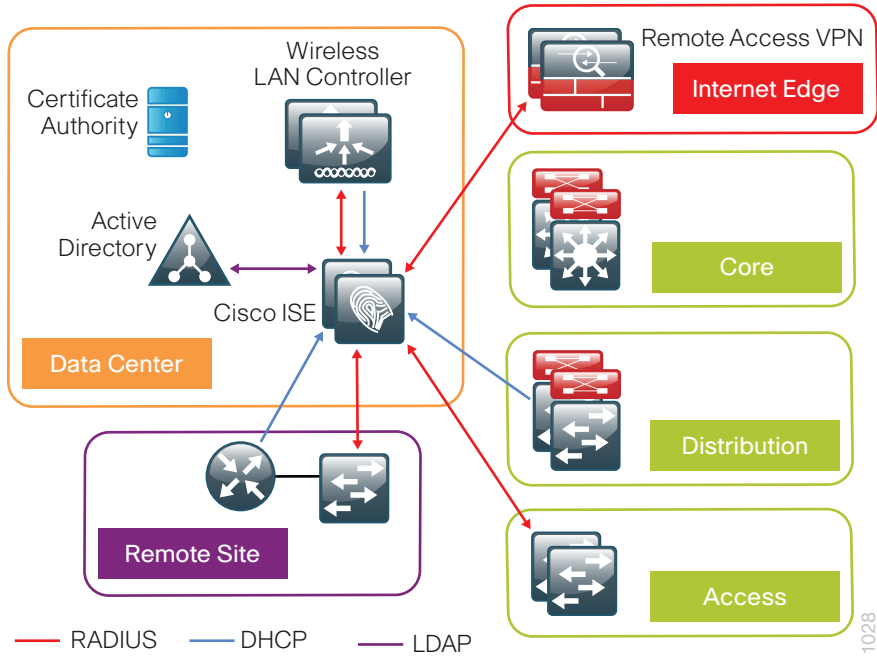 Wireless
LAN Controller
Certificate
Authority
Active
Directory
Cisco ISE
Data Center
Remote Access VPN
Internet Edge
Core
Distribution
Access
Remote Site
RADIUS
DHCP
LDAP
1028